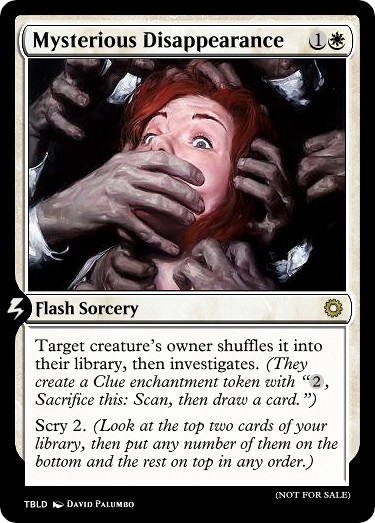 Mysterious Disappearance 1
Flash Sorcery
Target creature's owner shuffles it into
their library, then investigates. (They
create a Clue enchantment token with “2,
Sacrifice this: Scan, then draw a card.”)
Scry 2. (Look at the top two cards of your
library, then put any number of them on the
bottom and the rest on top in any order.)
TBLD David Palumbo
(NOT FOR SALE)